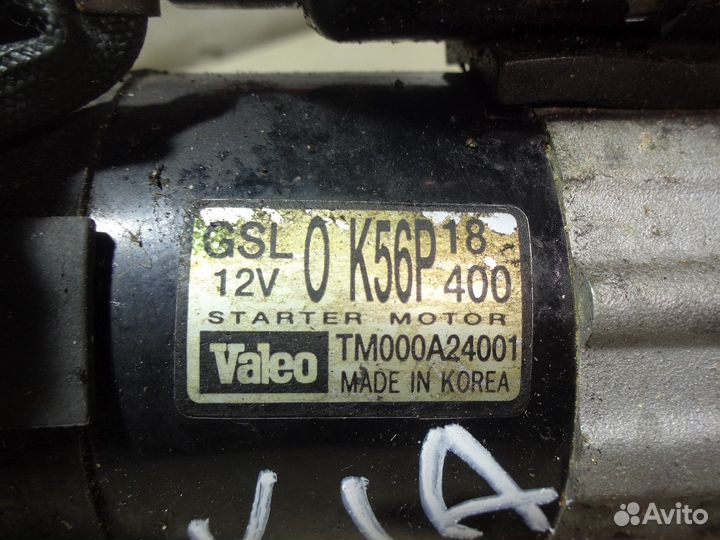 GSL 0 K56P 18
12V 400
STARTER MOTOR
Valeo TM000A24001
MADE IN KOREA
Avito